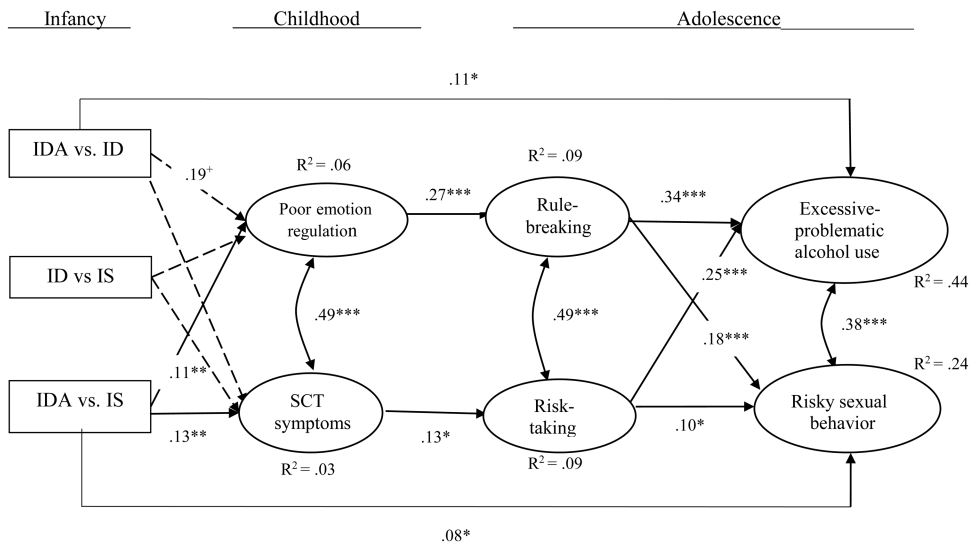 Infancy
Childhood
Adolescence
.11*
IDA vs. ID
.19+
R² = .06
R² = .09
Poor emotion
regulation
.27***
Rule-
breaking
.34***
Excessive-
problematic
alcohol use
ID vs IS
.25***
R² = .44
.49***
.49***
.38***
.18***
.11**
R² = .24
IDA vs. IS
SCT
symptoms
Risk-
taking
Risky sexual
behavior
.13**
.13*
.10*
R² = .03
R² = .09
.08*